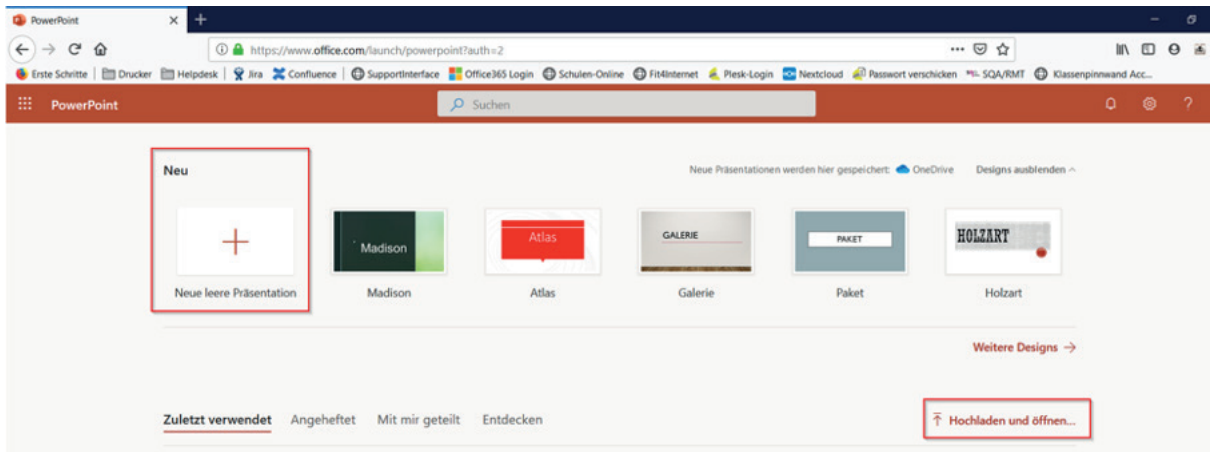 PowerPoint
https://www.office.com/launch/powerpoint?auth=2
Erste Schritte Drucker Helpdesk Jira Confluence SupportInterface Office365 Login Schulen-Online Fit4Internet Plesk-Login Nextcloud Passwort verschicken SQA/RMT Klassenpinnwand Acc...
PowerPoint Suchen
Neu Neue Präsentationen werden hier gespeichert: OneDrive Designs ausblenden
Madison Atlas GALERIE PAKET HOLZART
Neue leere Präsentation Madison Atlas Galerie Paket Holzart
Weitere Designs →
Zuletzt verwendet Angeheftet Mit mir geteilt Entdecken Hochladen und öffnen...